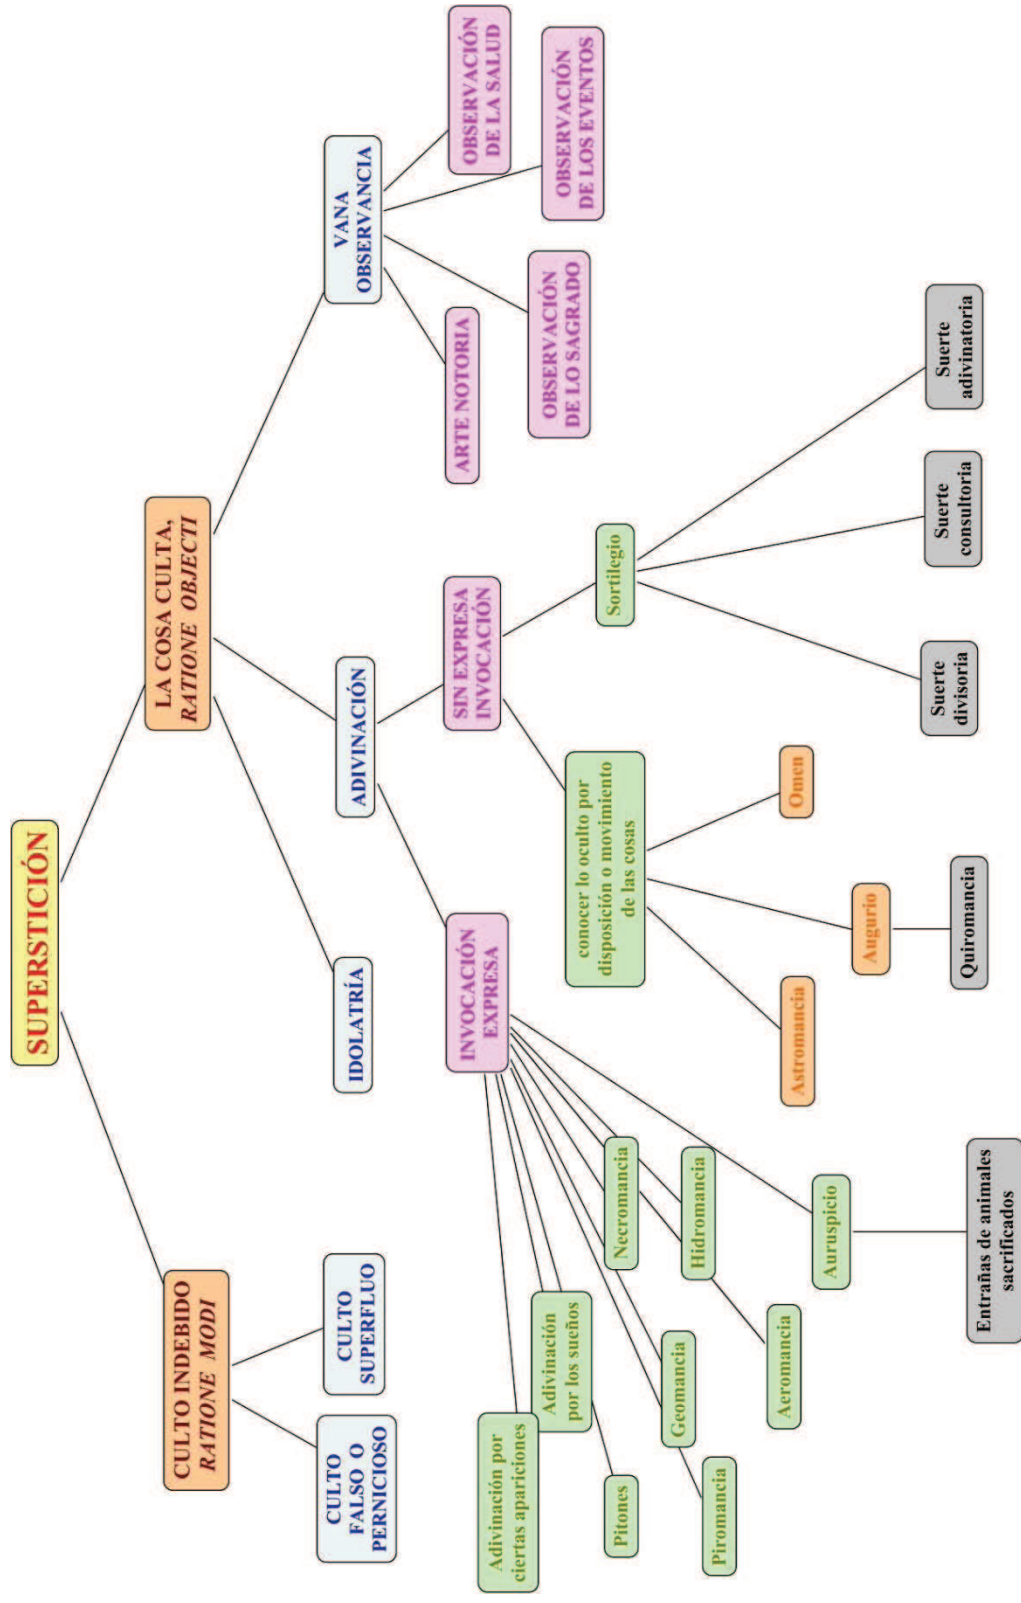 SUPERSTICIÓN
CULTO INDEBIDO
RATIONE MODI
LA COSA CULTA,
RATIONE OBJECTI
CULTO
FALSO O
PERNICIOSO
CULTO
SUPERFLUO
IDOLATRÍA
ADIVINACIÓN
VANA
OBSERVANCIA
INVOCACIÓN
EXPRESA
SIN EXPRESA
INVOCACIÓN
ARTE NOTORIA
OBSERVACIÓN
DE LO SAGRADO
OBSERVACIÓN
DE LOS EVENTOS
OBSERVACIÓN
DE LA SALUD
Adivinación por
ciertas apariciones
Adivinación
por los sueños
Pitones
Necromancia
Geomancia
Hidromancia
Piromancia
Aeromancia
Auruspicio
Entrañas de animales
sacrificados
conocer lo oculto por
disposición o movimiento
de las cosas
Sortilegio
Astromancia
Augurio
Omen
Quiromancia
Suerte
divisoria
Suerte
consultoria
Suerte
adivinatoria